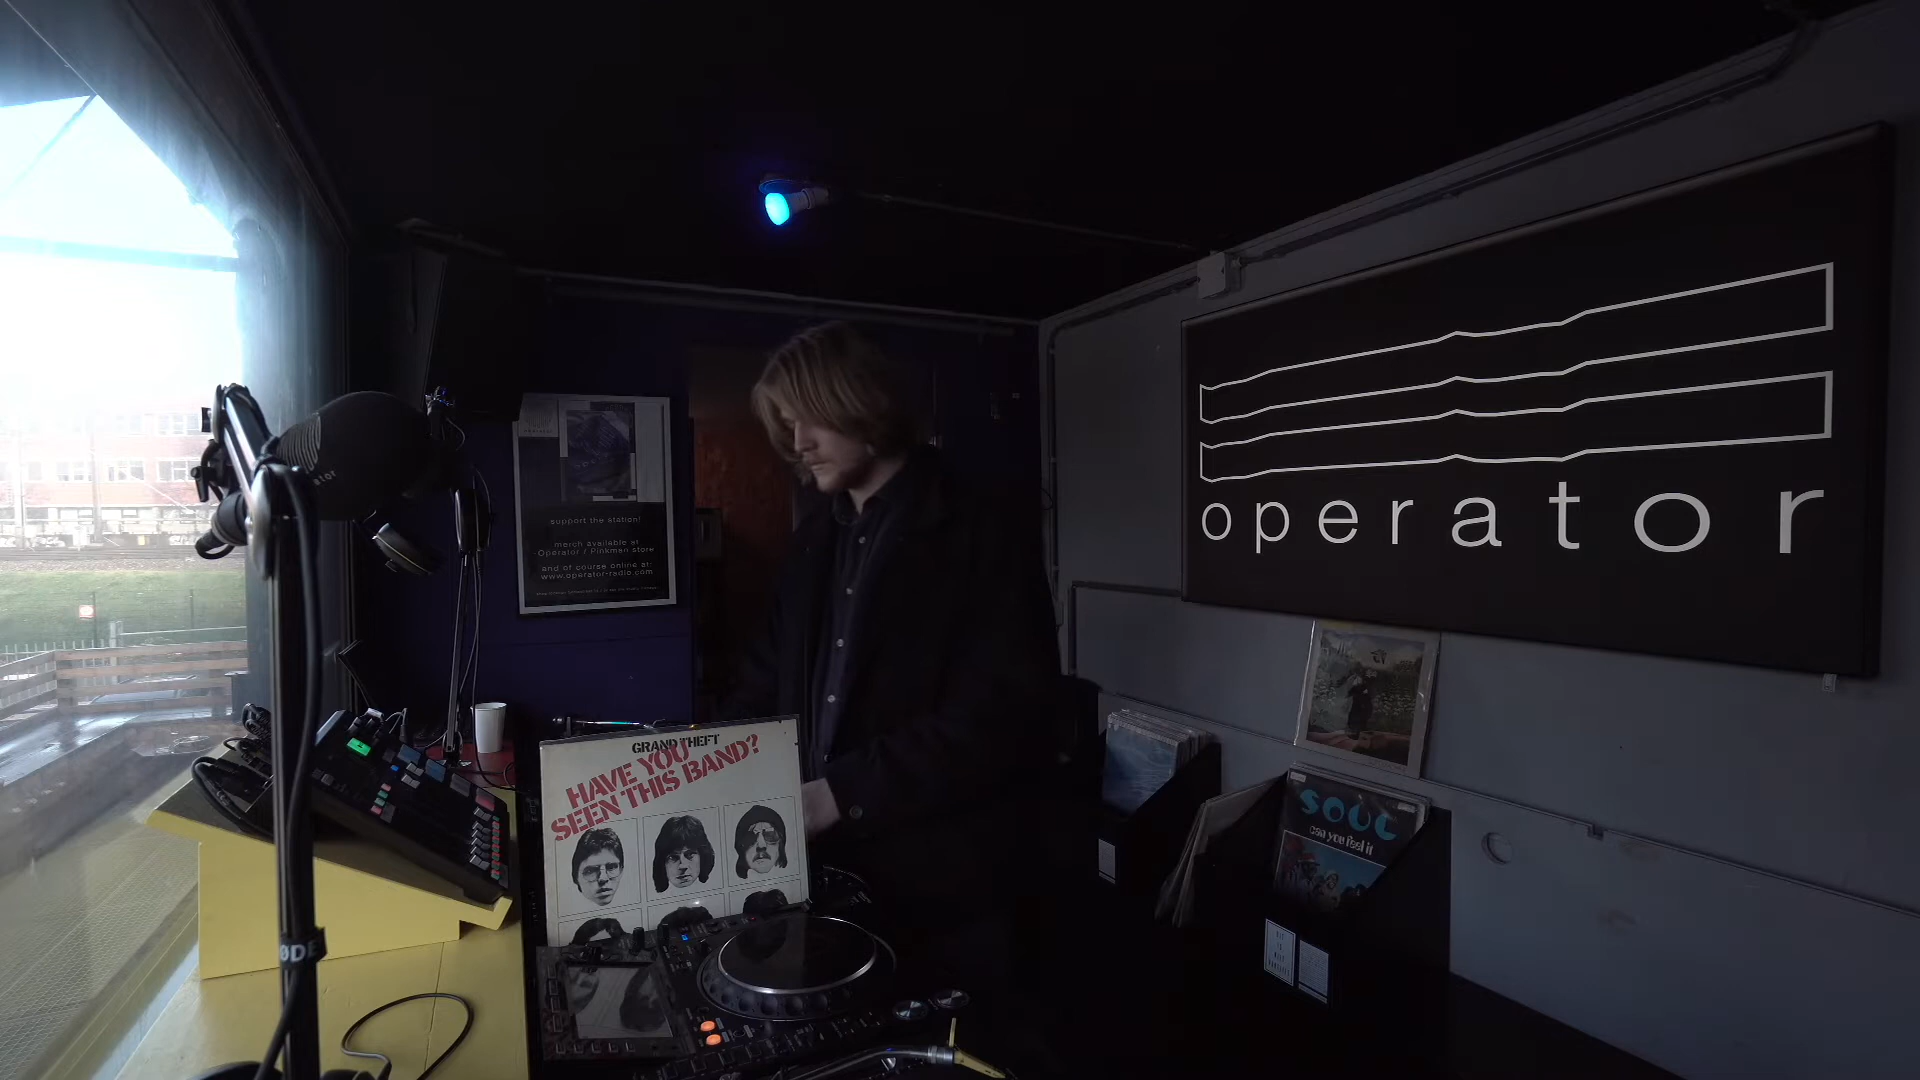 operator
support the station!
merch available at
Operator / Pinkman store
and of course online at:
www.operator-radio.com
GRAND THEFT
HAVE YOU
SEEN THIS BAND?
SOUL
can you feel it